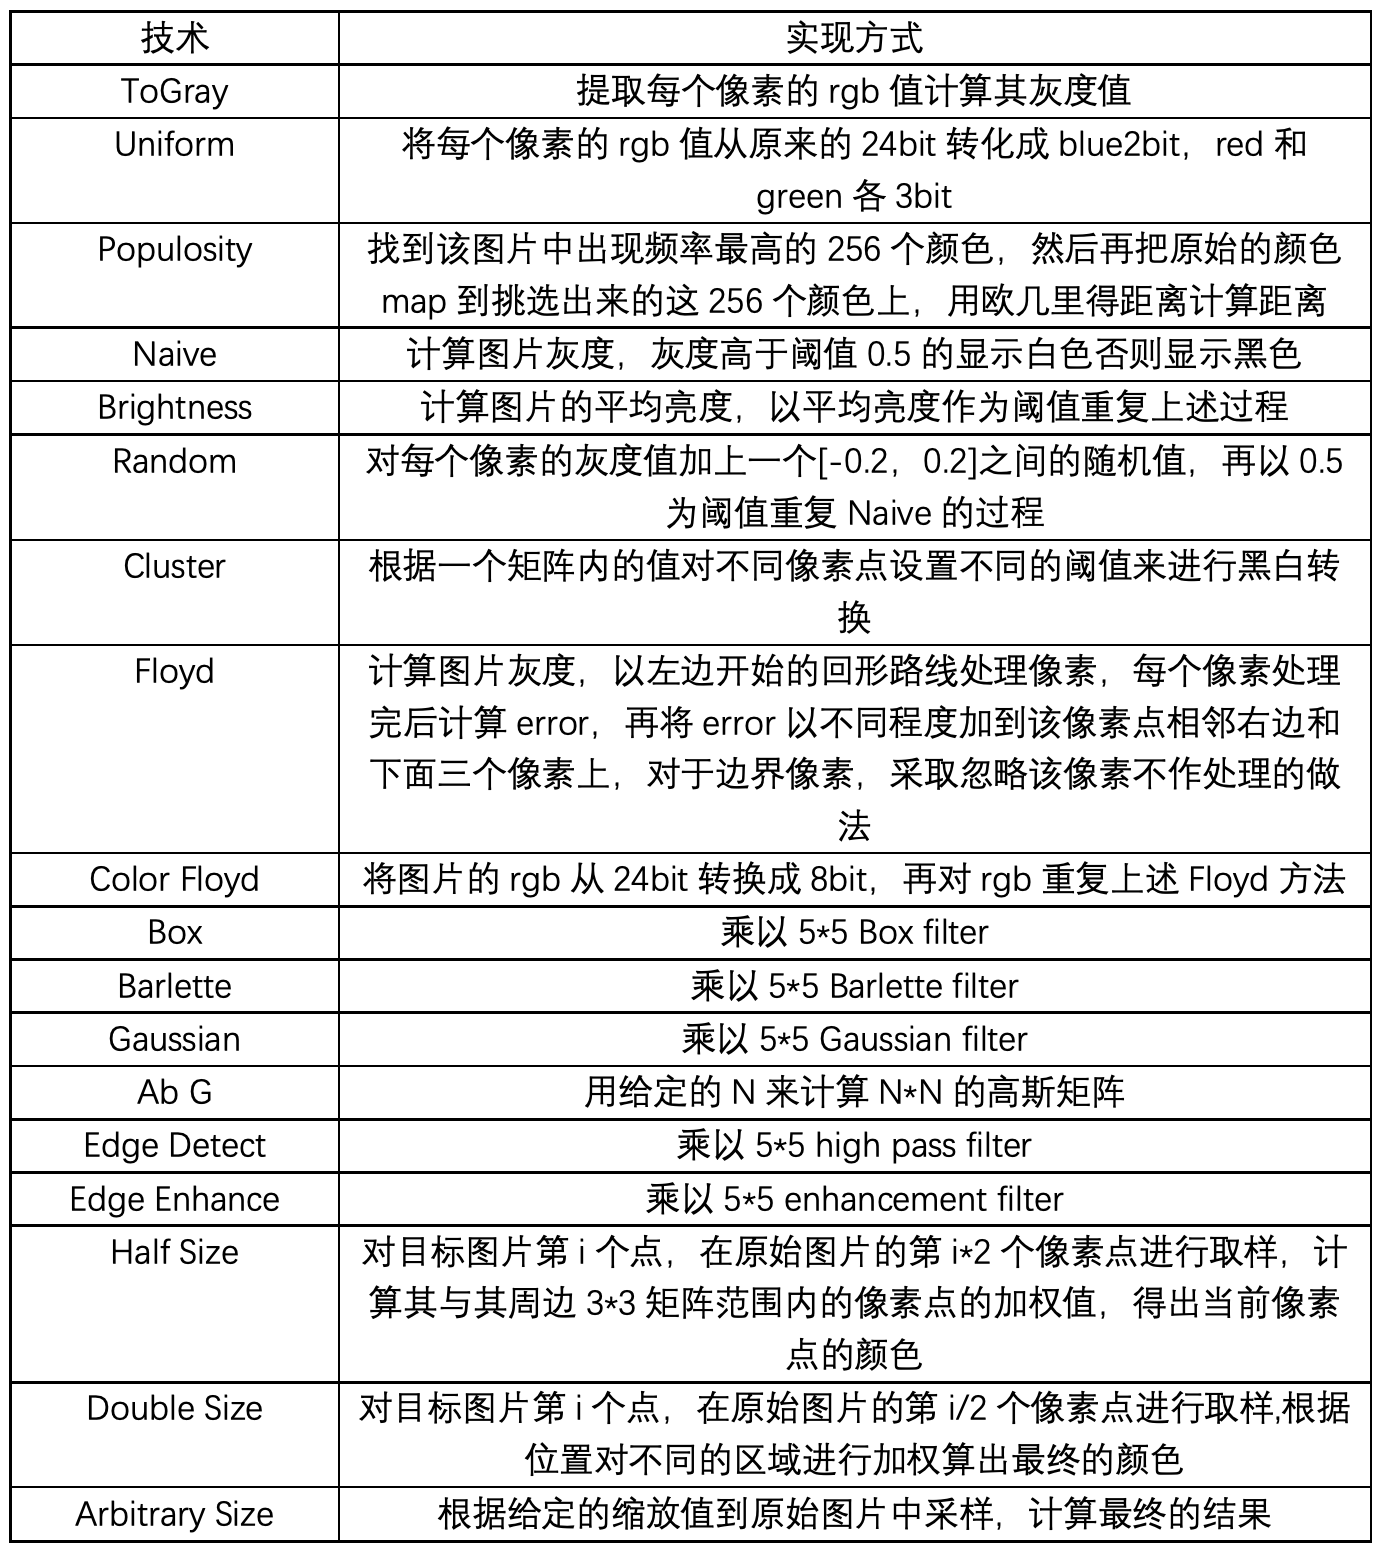 技术
实现方式
ToGray
提取每个像素的 rgb 值计算其灰度值
Uniform
将每个像素的 rgb 值从原来的 24bit 转化成 blue2bit，red 和
green 各 3bit
Populosity
找到该图片中出现频率最高的 256 个颜色，然后再把原始的颜色
map 到挑选出来的这 256 个颜色上，用欧几里得距离计算距离
Naive
计算图片灰度，灰度高于阈值 0.5 的显示白色否则显示黑色
Brightness
计算图片的平均亮度，以平均亮度作为阈值重复上述过程
Random
对每个像素的灰度值加上一个[-0.2，0.2]之间的随机值，再以 0.5
为阈值重复 Naive 的过程
Cluster
根据一个矩阵内的值对不同像素点设置不同的阈值来进行黑白转
换
Floyd
计算图片灰度，以左边开始的回形路线处理像素，每个像素处理
完后计算 error，再将 error 以不同程度加到该像素点相邻右边和
下面三个像素上，对于边界像素，采取忽略该像素不作处理的做
法
Color Floyd
将图片的 rgb 从 24bit 转换成 8bit，再对 rgb 重复上述 Floyd 方法
Box
乘以 5*5 Box filter
Barlette
乘以 5*5 Barlette filter
Gaussian
乘以 5*5 Gaussian filter
Ab G
用给定的 N 来计算 N*N 的高斯矩阵
Edge Detect
乘以 5*5 high pass filter
Edge Enhance
乘以 5*5 enhancement filter
Half Size
对目标图片第 i 个点，在原始图片的第 i*2 个像素点进行取样，计
算其与其周边 3*3 矩阵范围内的像素点的加权值，得出当前像素
点的颜色
Double Size
对目标图片第 i 个点，在原始图片的第 i/2 个像素点进行取样,根据
位置对不同的区域进行加权算出最终的颜色
Arbitrary Size
根据给定的缩放值到原始图片中采样，计算最终的结果